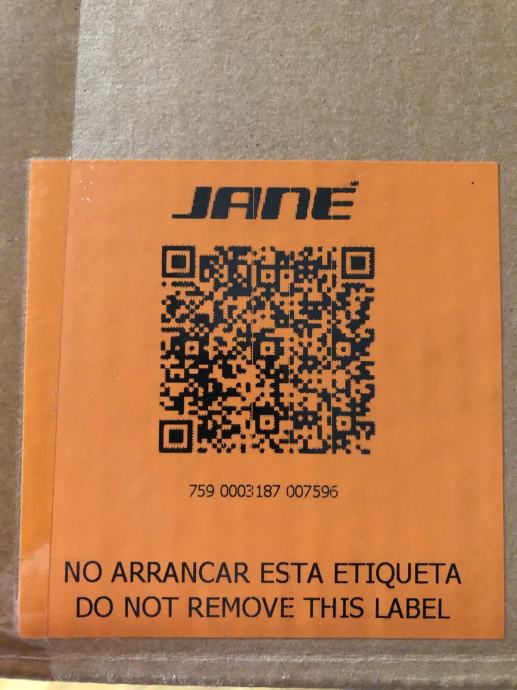 JANÉ
759 0003187 007596
NO ARRANCAR ESTA ETIQUETA
DO NOT REMOVE THIS LABEL